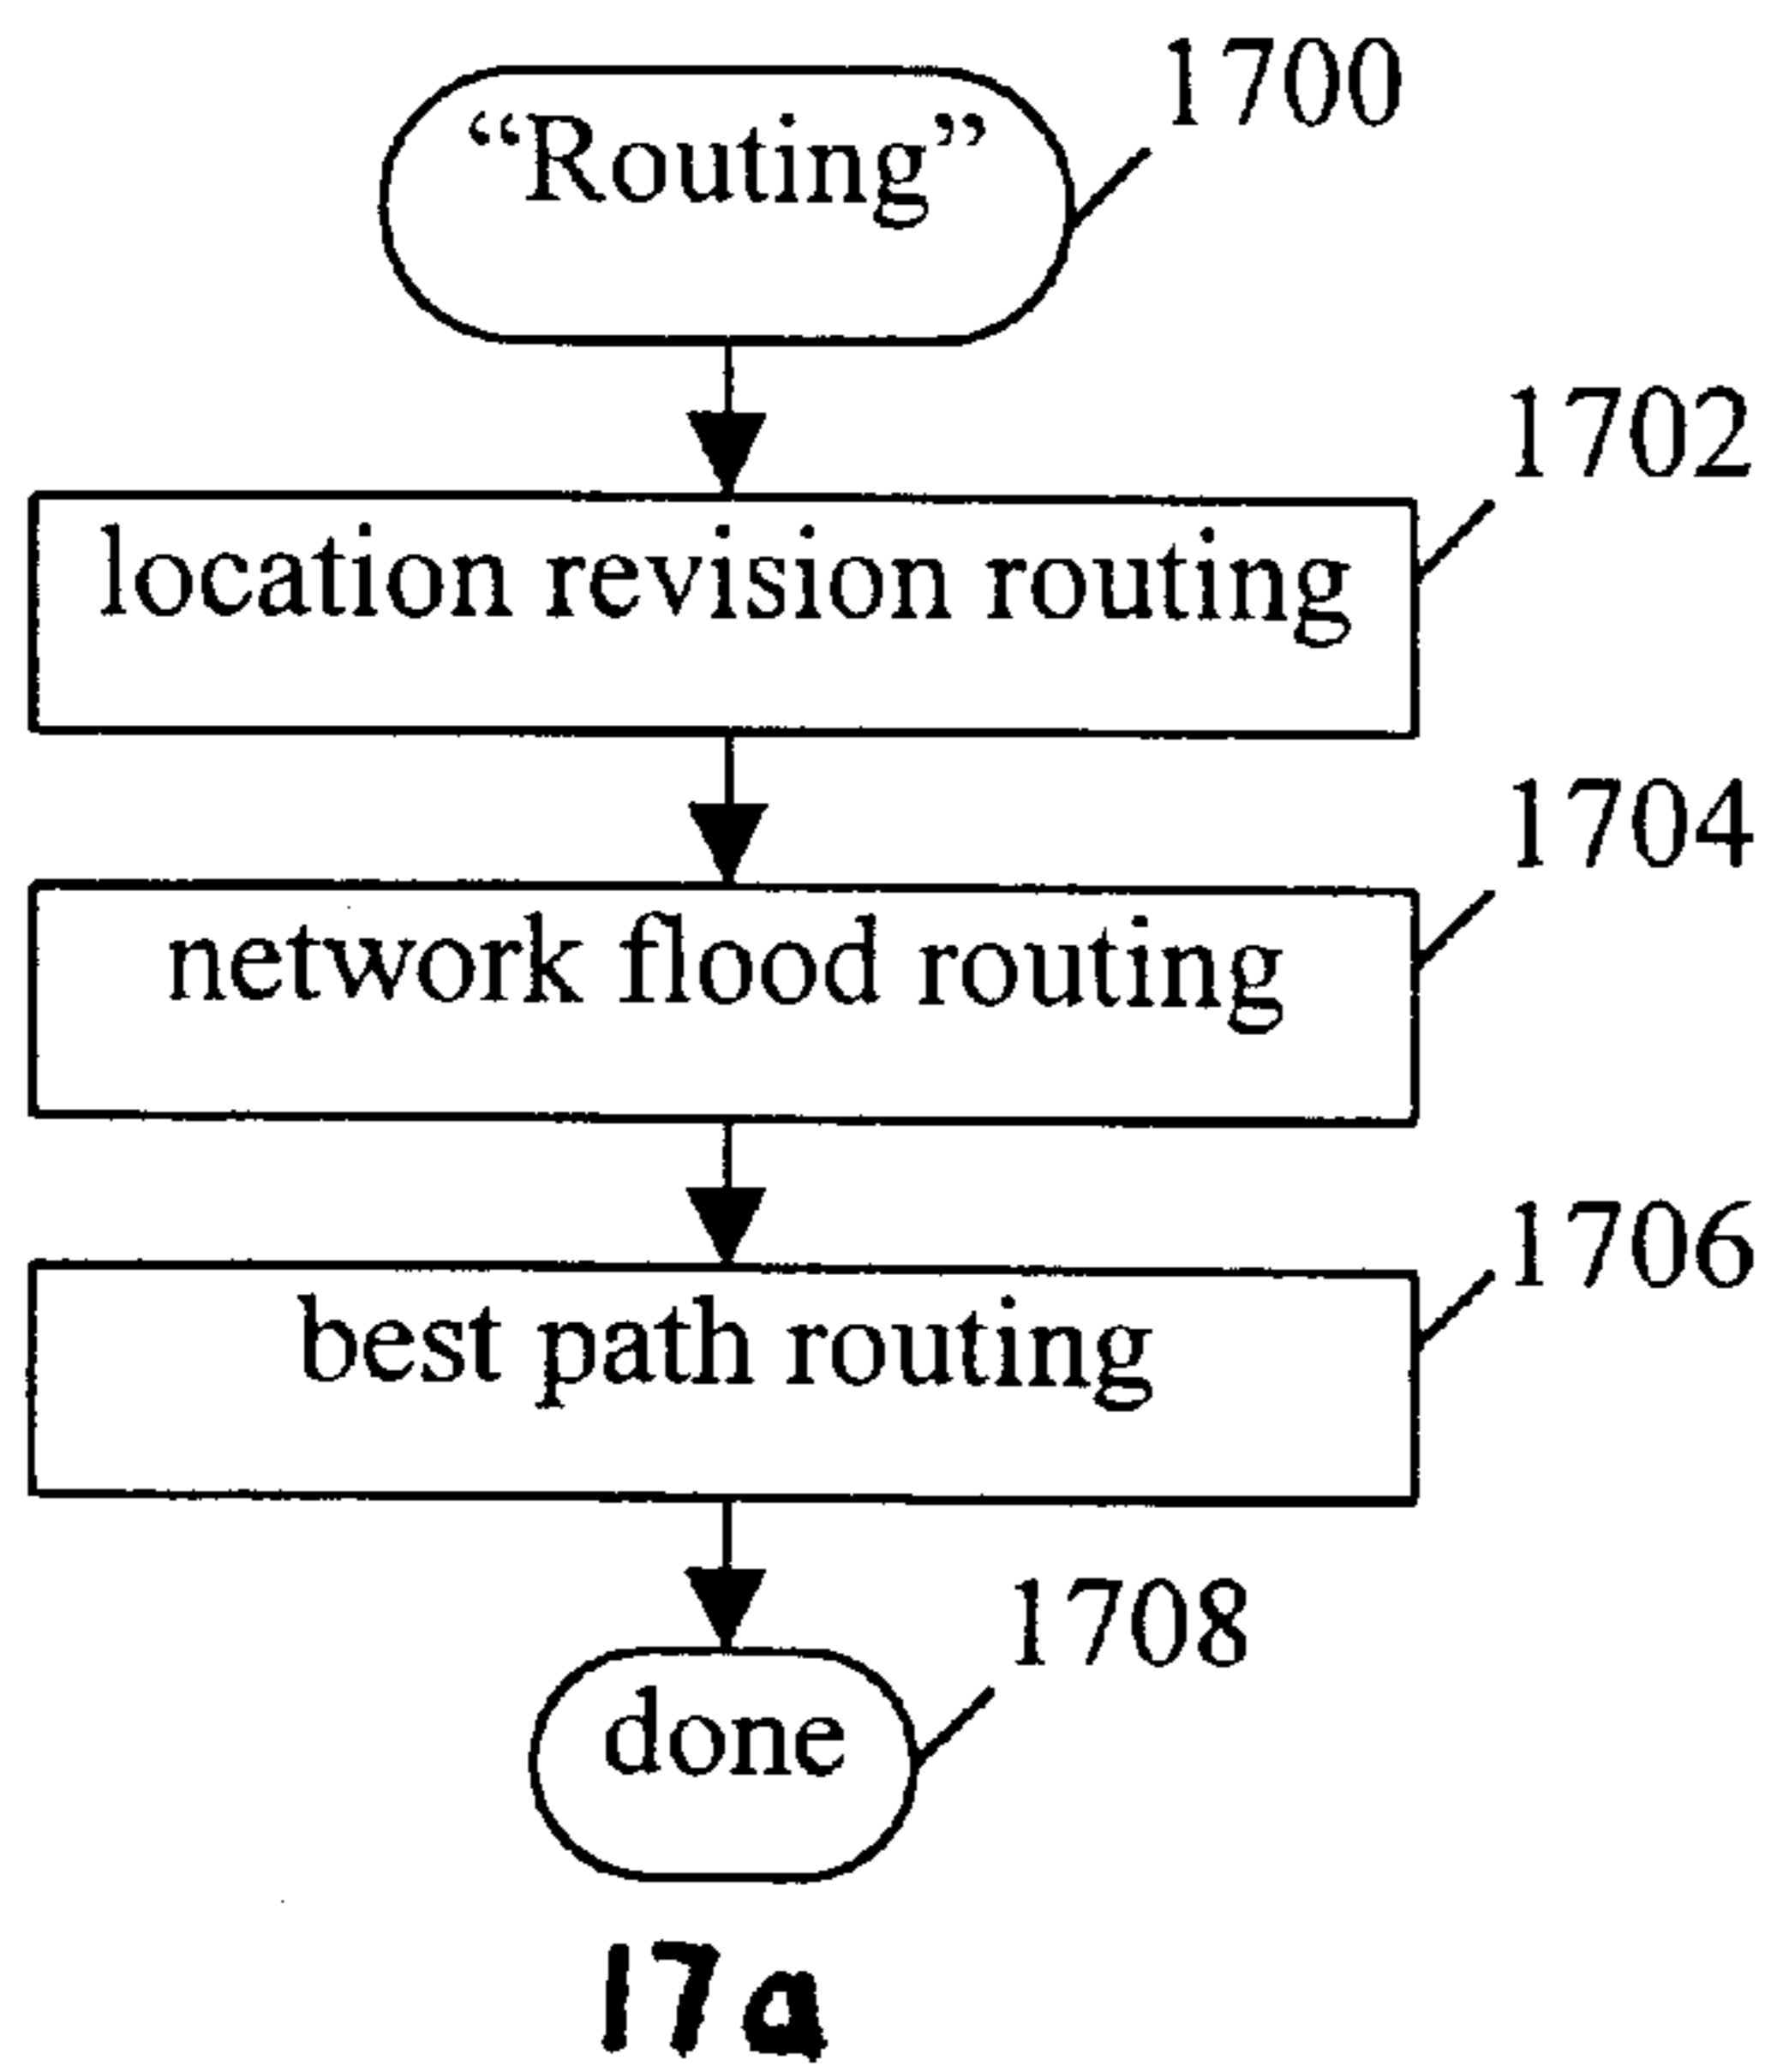 1700
“Routing”
1702
location revision routing
1704
network flood routing
1706
best path routing
1708
done
17a